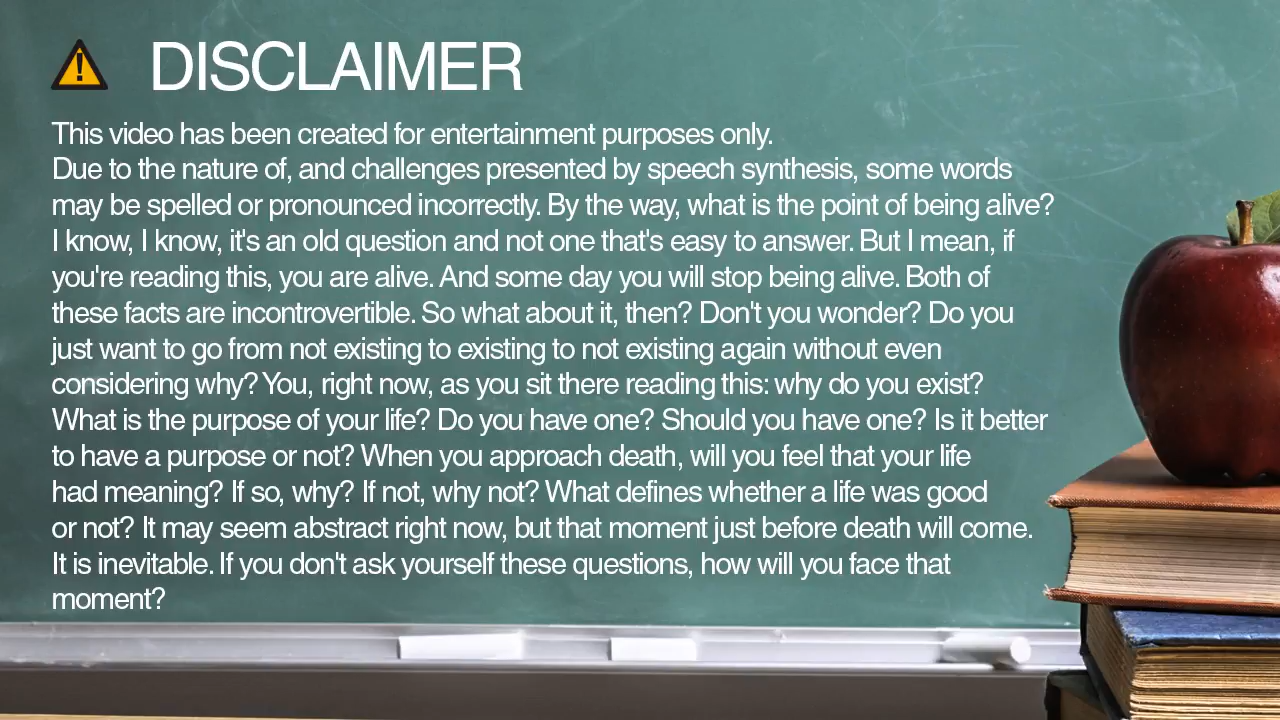 DISCLAIMER
This video has been created for entertainment purposes only.
Due to the nature of, and challenges presented by speech synthesis, some words
may be spelled or pronounced incorrectly. By the way, what is the point of being alive?
I know, I know, it's an old question and not one that's easy to answer. But I mean, if
you're reading this, you are alive. And some day you will stop being alive. Both of
these facts are incontrovertible. So what about it, then? Don't you wonder? Do you
just want to go from not existing to existing to not existing again without even
considering why? You, right now, as you sit there reading this: why do you exist?
What is the purpose of your life? Do you have one? Should you have one? Is it better
to have a purpose or not? When you approach death, will you feel that your life
had meaning? If so, why? If not, why not? What defines whether a life was good
or not? It may seem abstract right now, but that moment just before death will come.
It is inevitable. If you don't ask yourself these questions, how will you face that
moment?